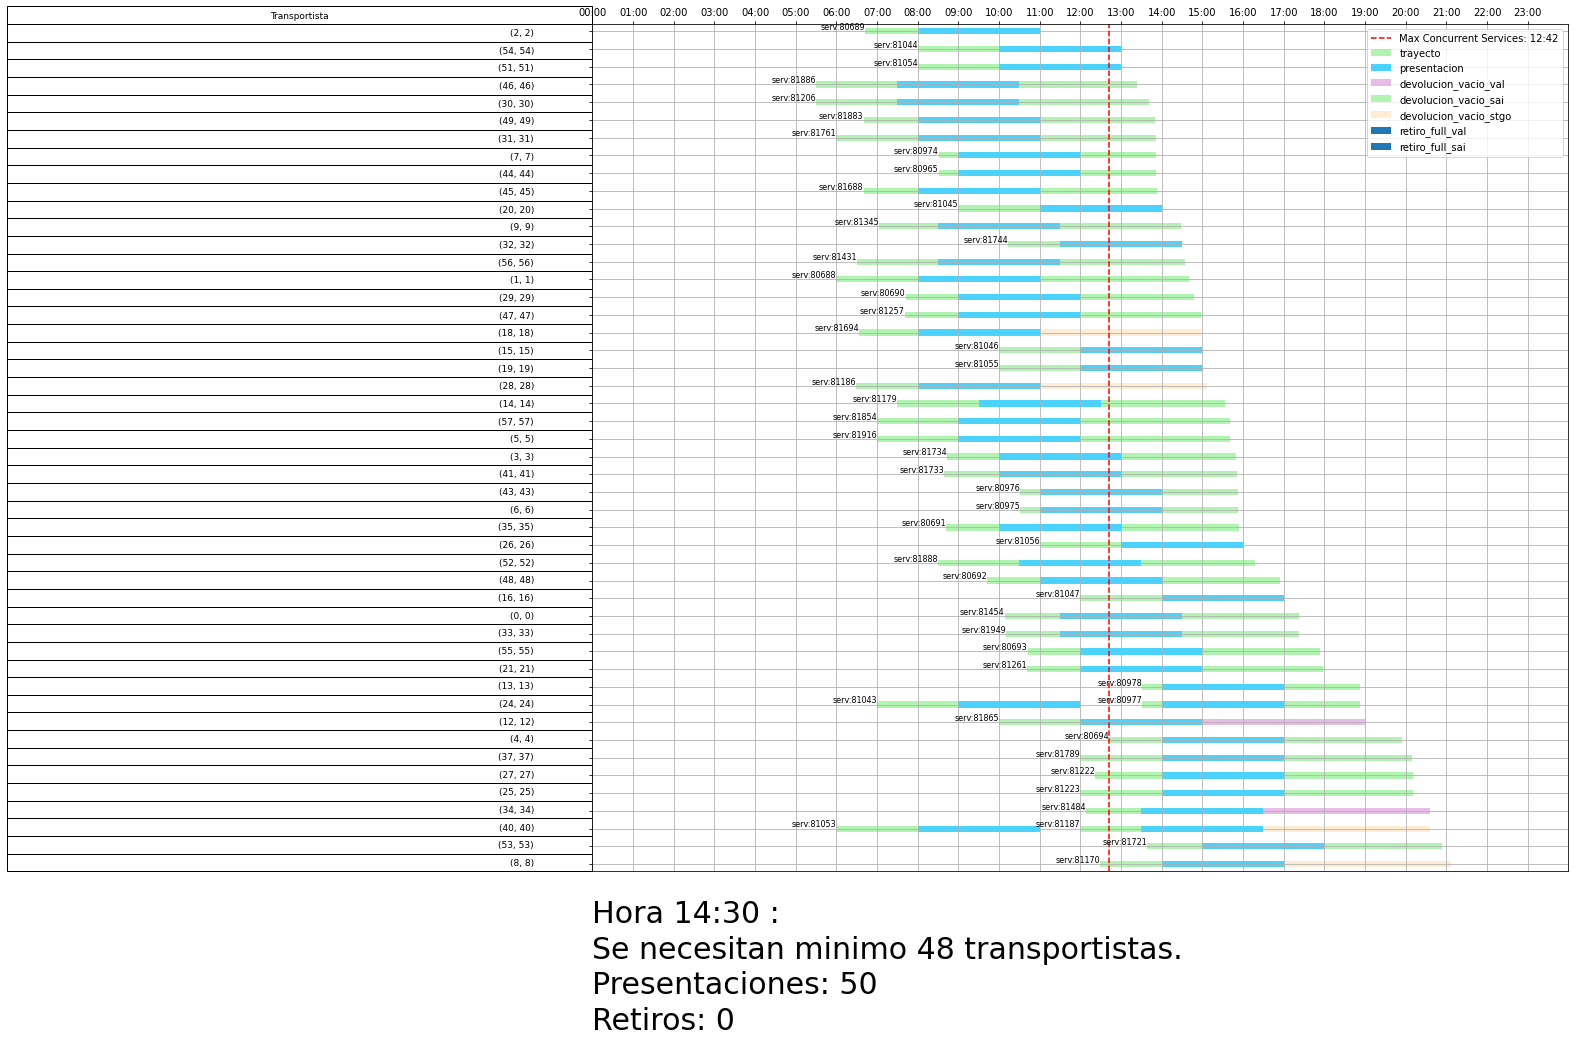 Transportista
00:00 01:00 02:00 03:00 04:00 05:00 06:00 07:00 08:00 09:00 10:00 11:00 12:00 13:00 14:00 15:00 16:00 17:00 18:00 19:00 20:00 21:00 22:00 23:00
Max Concurrent Services: 12:42
trayecto
presentacion
devolucion_vacio_val
devolucion_vacio_sai
devolucion_vacio_stgo
retiro_full_val
retiro_full_sai
(2, 2) serv:80689
(54, 54) serv:81044
(51, 51) serv:81054
(46, 46) serv:81886
(30, 30) serv:81206
(49, 49) serv:81883
(31, 31) serv:81761
(7, 7) serv:80974
(44, 44) serv:80965
(45, 45) serv:81688
(20, 20) serv:81045
(9, 9) serv:81345
(32, 32) serv:81744
(56, 56) serv:81431
(1, 1) serv:80688
(29, 29) serv:80690
(47, 47) serv:81257
(18, 18) serv:81694
(15, 15) serv:81046
(19, 19) serv:81055
(28, 28) serv:81186
(14, 14) serv:81179
(57, 57) serv:81854
(5, 5) serv:81916
(3, 3) serv:81734
(41, 41) serv:81733
(43, 43) serv:80976
(6, 6) serv:80975
(35, 35) serv:80691
(26, 26) serv:81056
(52, 52) serv:81888
(48, 48) serv:80692
(16, 16) serv:81047
(0, 0) serv:81454
(33, 33) serv:81949
(55, 55) serv:80693
(21, 21) serv:81261
(13, 13) serv:80978
(24, 24) serv:81043 serv:80977
(12, 12) serv:81865
(4, 4) serv:80694
(37, 37) serv:81789
(27, 27) serv:81222
(25, 25) serv:81223
(34, 34) serv:81484
(40, 40) serv:81053 serv:81187
(53, 53) serv:81721
(8, 8) serv:81170
Hora 14:30 :
Se necesitan minimo 48 transportistas.
Presentaciones: 50
Retiros: 0